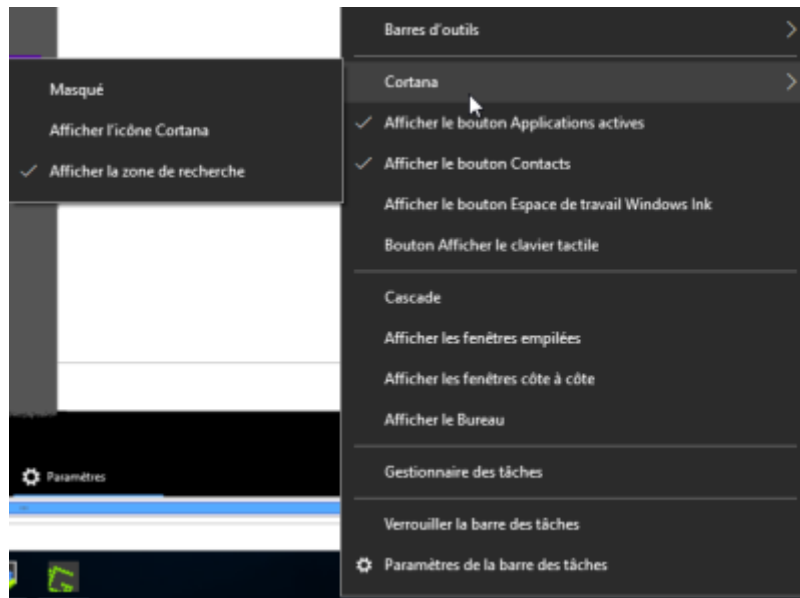 Barres d'outils
Cortana
Masqué
Afficher l'icône Cortana
Afficher la zone de recherche
Afficher le bouton Applications actives
Afficher le bouton Contacts
Afficher le bouton Espace de travail Windows Ink
Bouton Afficher le clavier tactile
Cascade
Afficher les fenêtres empilées
Afficher les fenêtres côte à côte
Afficher le Bureau
Gestionnaire des tâches
Verrouiller la barre des tâches
Paramètres de la barre des tâches
Paramètres